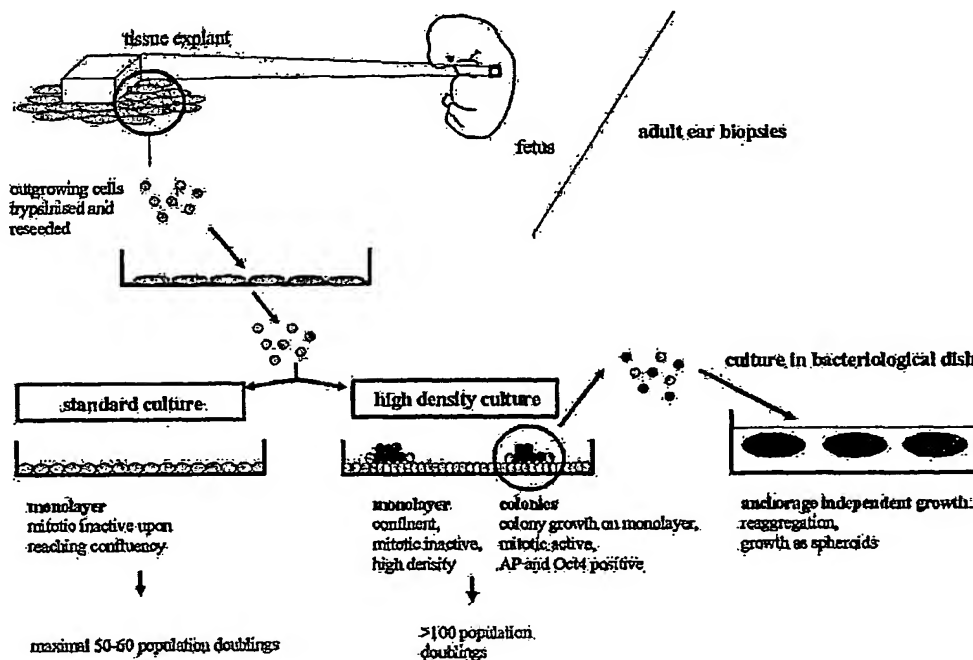 tissue explant
fetus
adult ear biopsies
outgrowing cells
trypsinised and
reseeded
culture in bacteriological dish
standard culture
high density culture
monolayer
mitotic inactive upon
reaching confluency
monolayer
confluent,
mitotic inactive,
high density
colonies
colony growth on monolayer,
mitotic active,
AP and Oct4 positive
anchorage independent growth:
reaggregation,
growth as spheroids
maximal 50-60 population doublings
>100 population
doublings